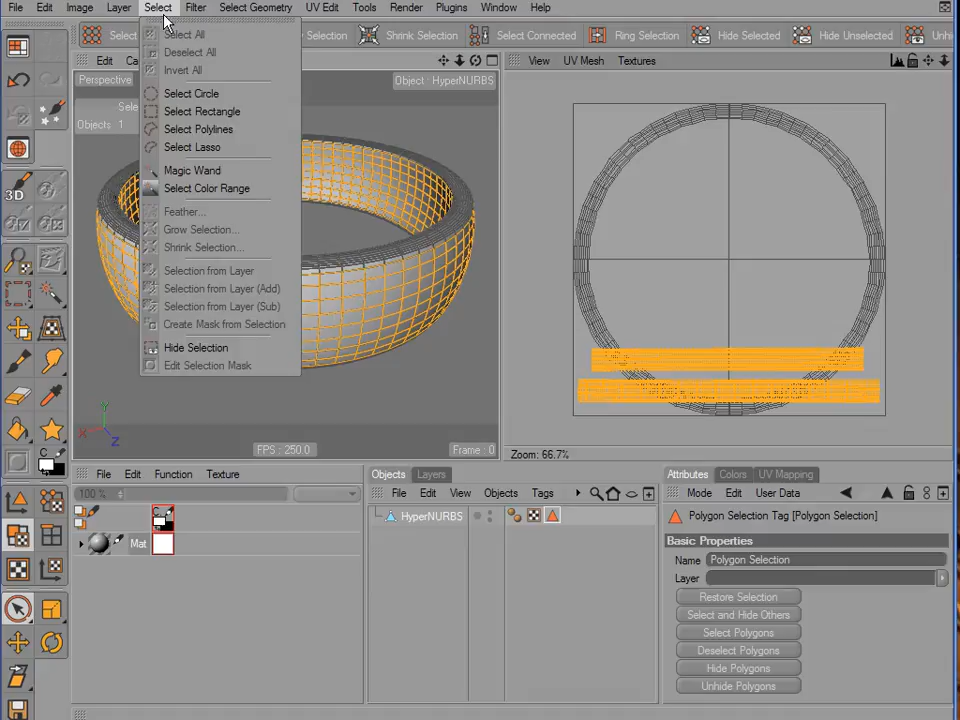 File Edit Image Layer Select Filter Select Geometry UV Edit Tools Render Plugins Window Help
Select Selection Shrink Selection Select Connected Ring Selection Hide Selected Hide Unselected
Select All
Deselect All
Invert All
Select Circle
Select Rectangle
Select Polylines
Select Lasso
Magic Wand
Select Color Range
Feather...
Grow Selection...
Shrink Selection...
Selection from Layer
Selection from Layer (Add)
Selection from Layer (Sub)
Create Mask from Selection
Hide Selection
Edit Selection Mask
Edit
Perspective
Objects 1
Object : HyperNURBS
3D
Y
X
Z
FPS : 250.0
Frame : 0
View UV Mesh Textures
Zoom: 66.7%
File Edit Function Texture
100 %
C
C
Mat
Objects Layers
File Edit View Objects Tags
HyperNURBS
Attributes Colors UV Mapping
Mode Edit User Data
Polygon Selection Tag [Polygon Selection]
Basic Properties
Name Polygon Selection
Layer
Restore Selection
Select and Hide Others
Select Polygons
Deselect Polygons
Hide Polygons
Unhide Polygons